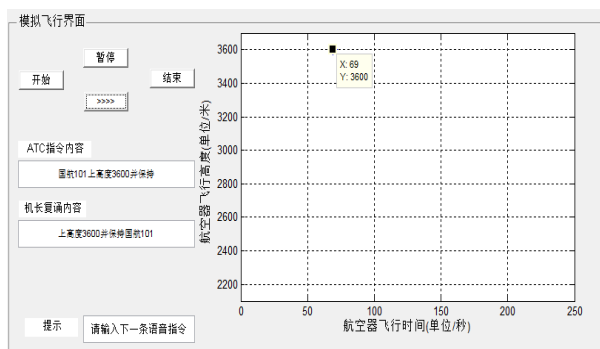 模拟飞行界面
暂停
开始
结束
>>>>
ATC指令内容
国航101上高度3600并保持
机长复诵内容
上高度3600并保持国航101
提示
请输入下一条语音指令
航空器飞行高度(单位/米)
3600
3400
3200
3000
2800
2600
2400
2200
X: 69
Y: 3600
0
50
100
150
200
250
航空器飞行时间(单位/秒)